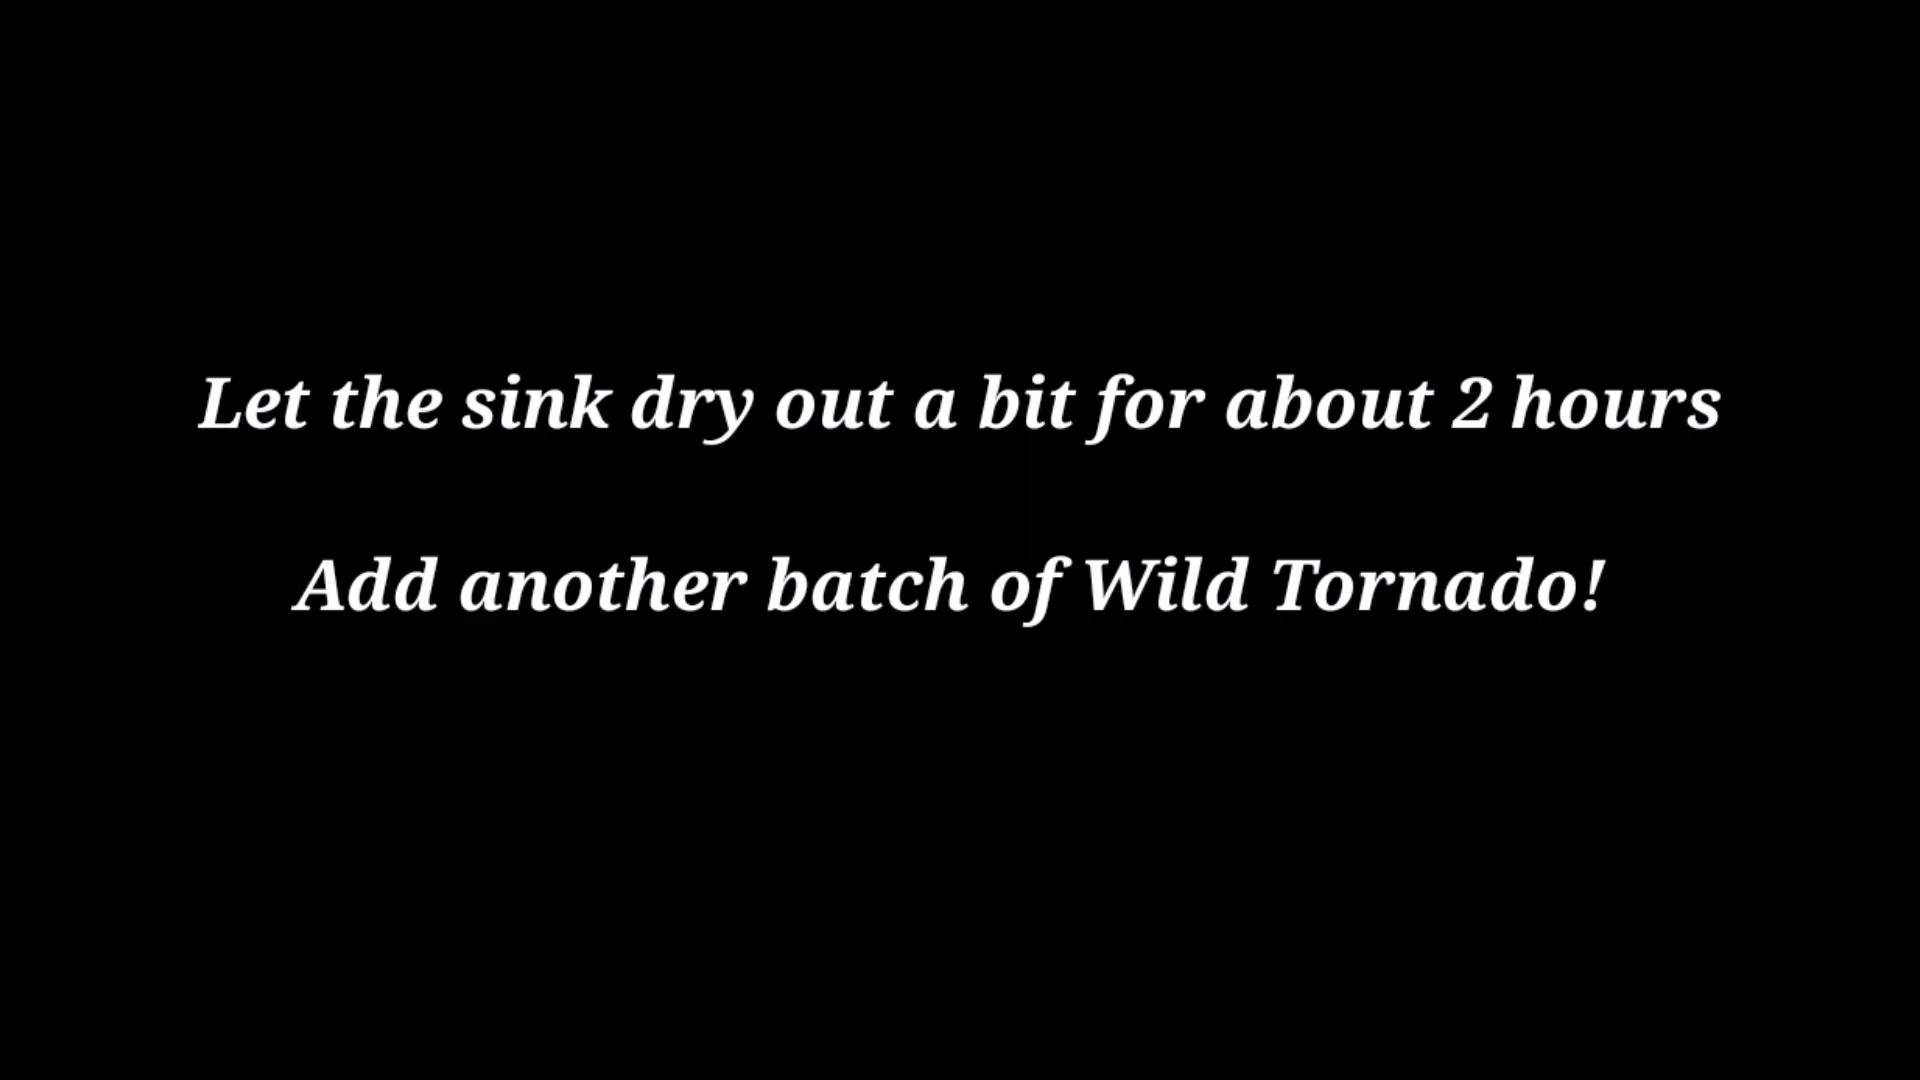 Let the sink dry out a bit for about 2 hours
Add another batch of Wild Tornado!